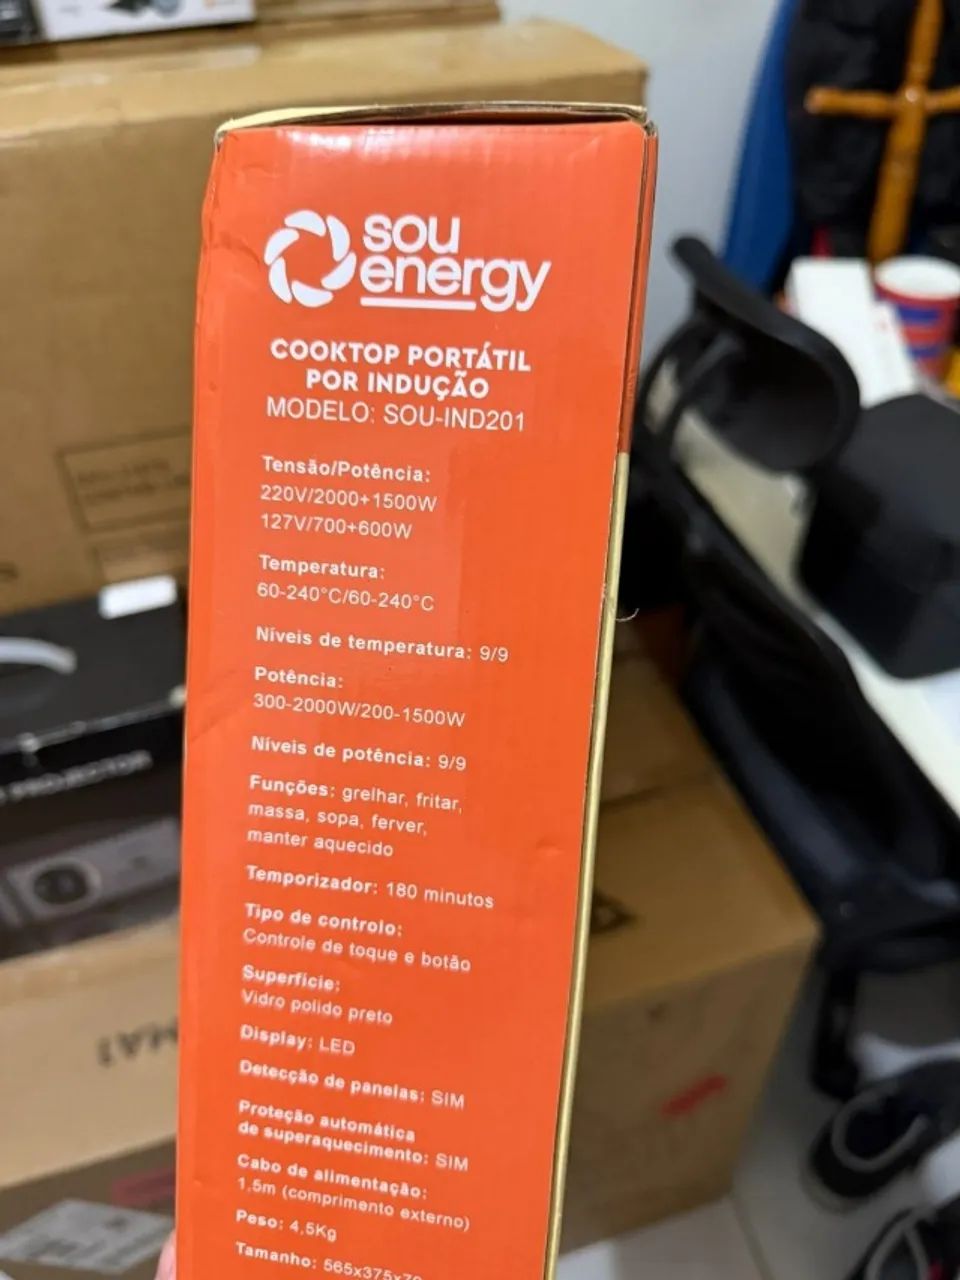 sou
energy
COOKTOP PORTÁTIL
POR INDUÇÃO
MODELO: SOU-IND201
Tensão/Potência:
220V/2000+1500W
127V/700+600W
Temperatura:
60-240°C/60-240°C
Níveis de temperatura: 9/9
Potência:
300-2000W/200-1500W
Níveis de potência: 9/9
Funções: grelhar, fritar,
massa, sopa, ferver,
manter aquecido
Temporizador: 180 minutos
Tipo de controlo:
Controle de toque e botão
Superfície:
Vidro polido preto
Display: LED
Detecção de panelas: SIM
Proteção automática
de superaquecimento: SIM
Cabo de alimentação:
1,5m (comprimento externo)
Peso: 4,5Kg
Tamanho: 565x375x70
PROJECTOR